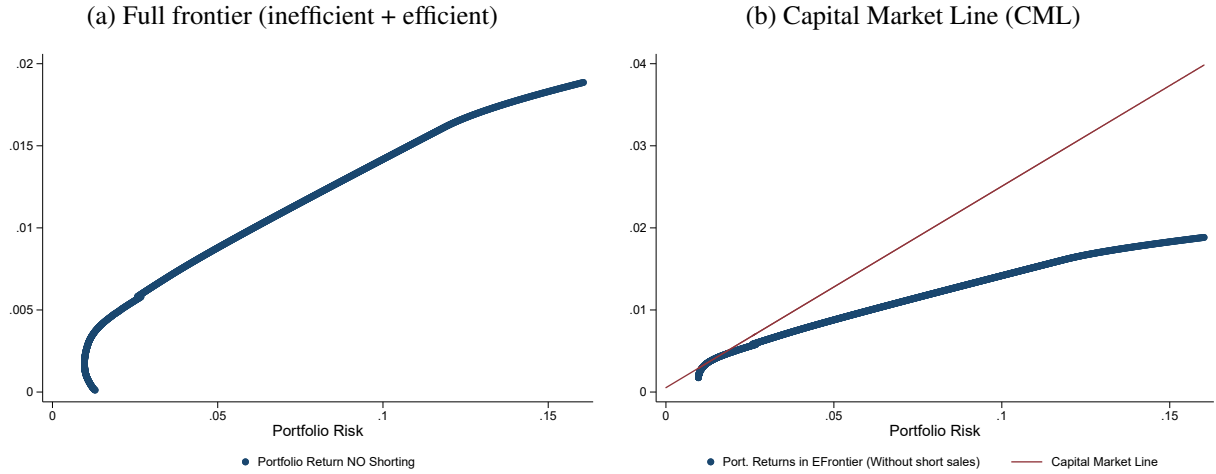 (a) Full frontier (inefficient + efficient)
.02
.015
.01
.005
0
0
.05
.1
.15
Portfolio Risk
Portfolio Return NO Shorting
(b) Capital Market Line (CML)
.04
.03
.02
.01
0
0
.05
.1
.15
Portfolio Risk
Port. Returns in EFrontier (Without short sales)
Capital Market Line